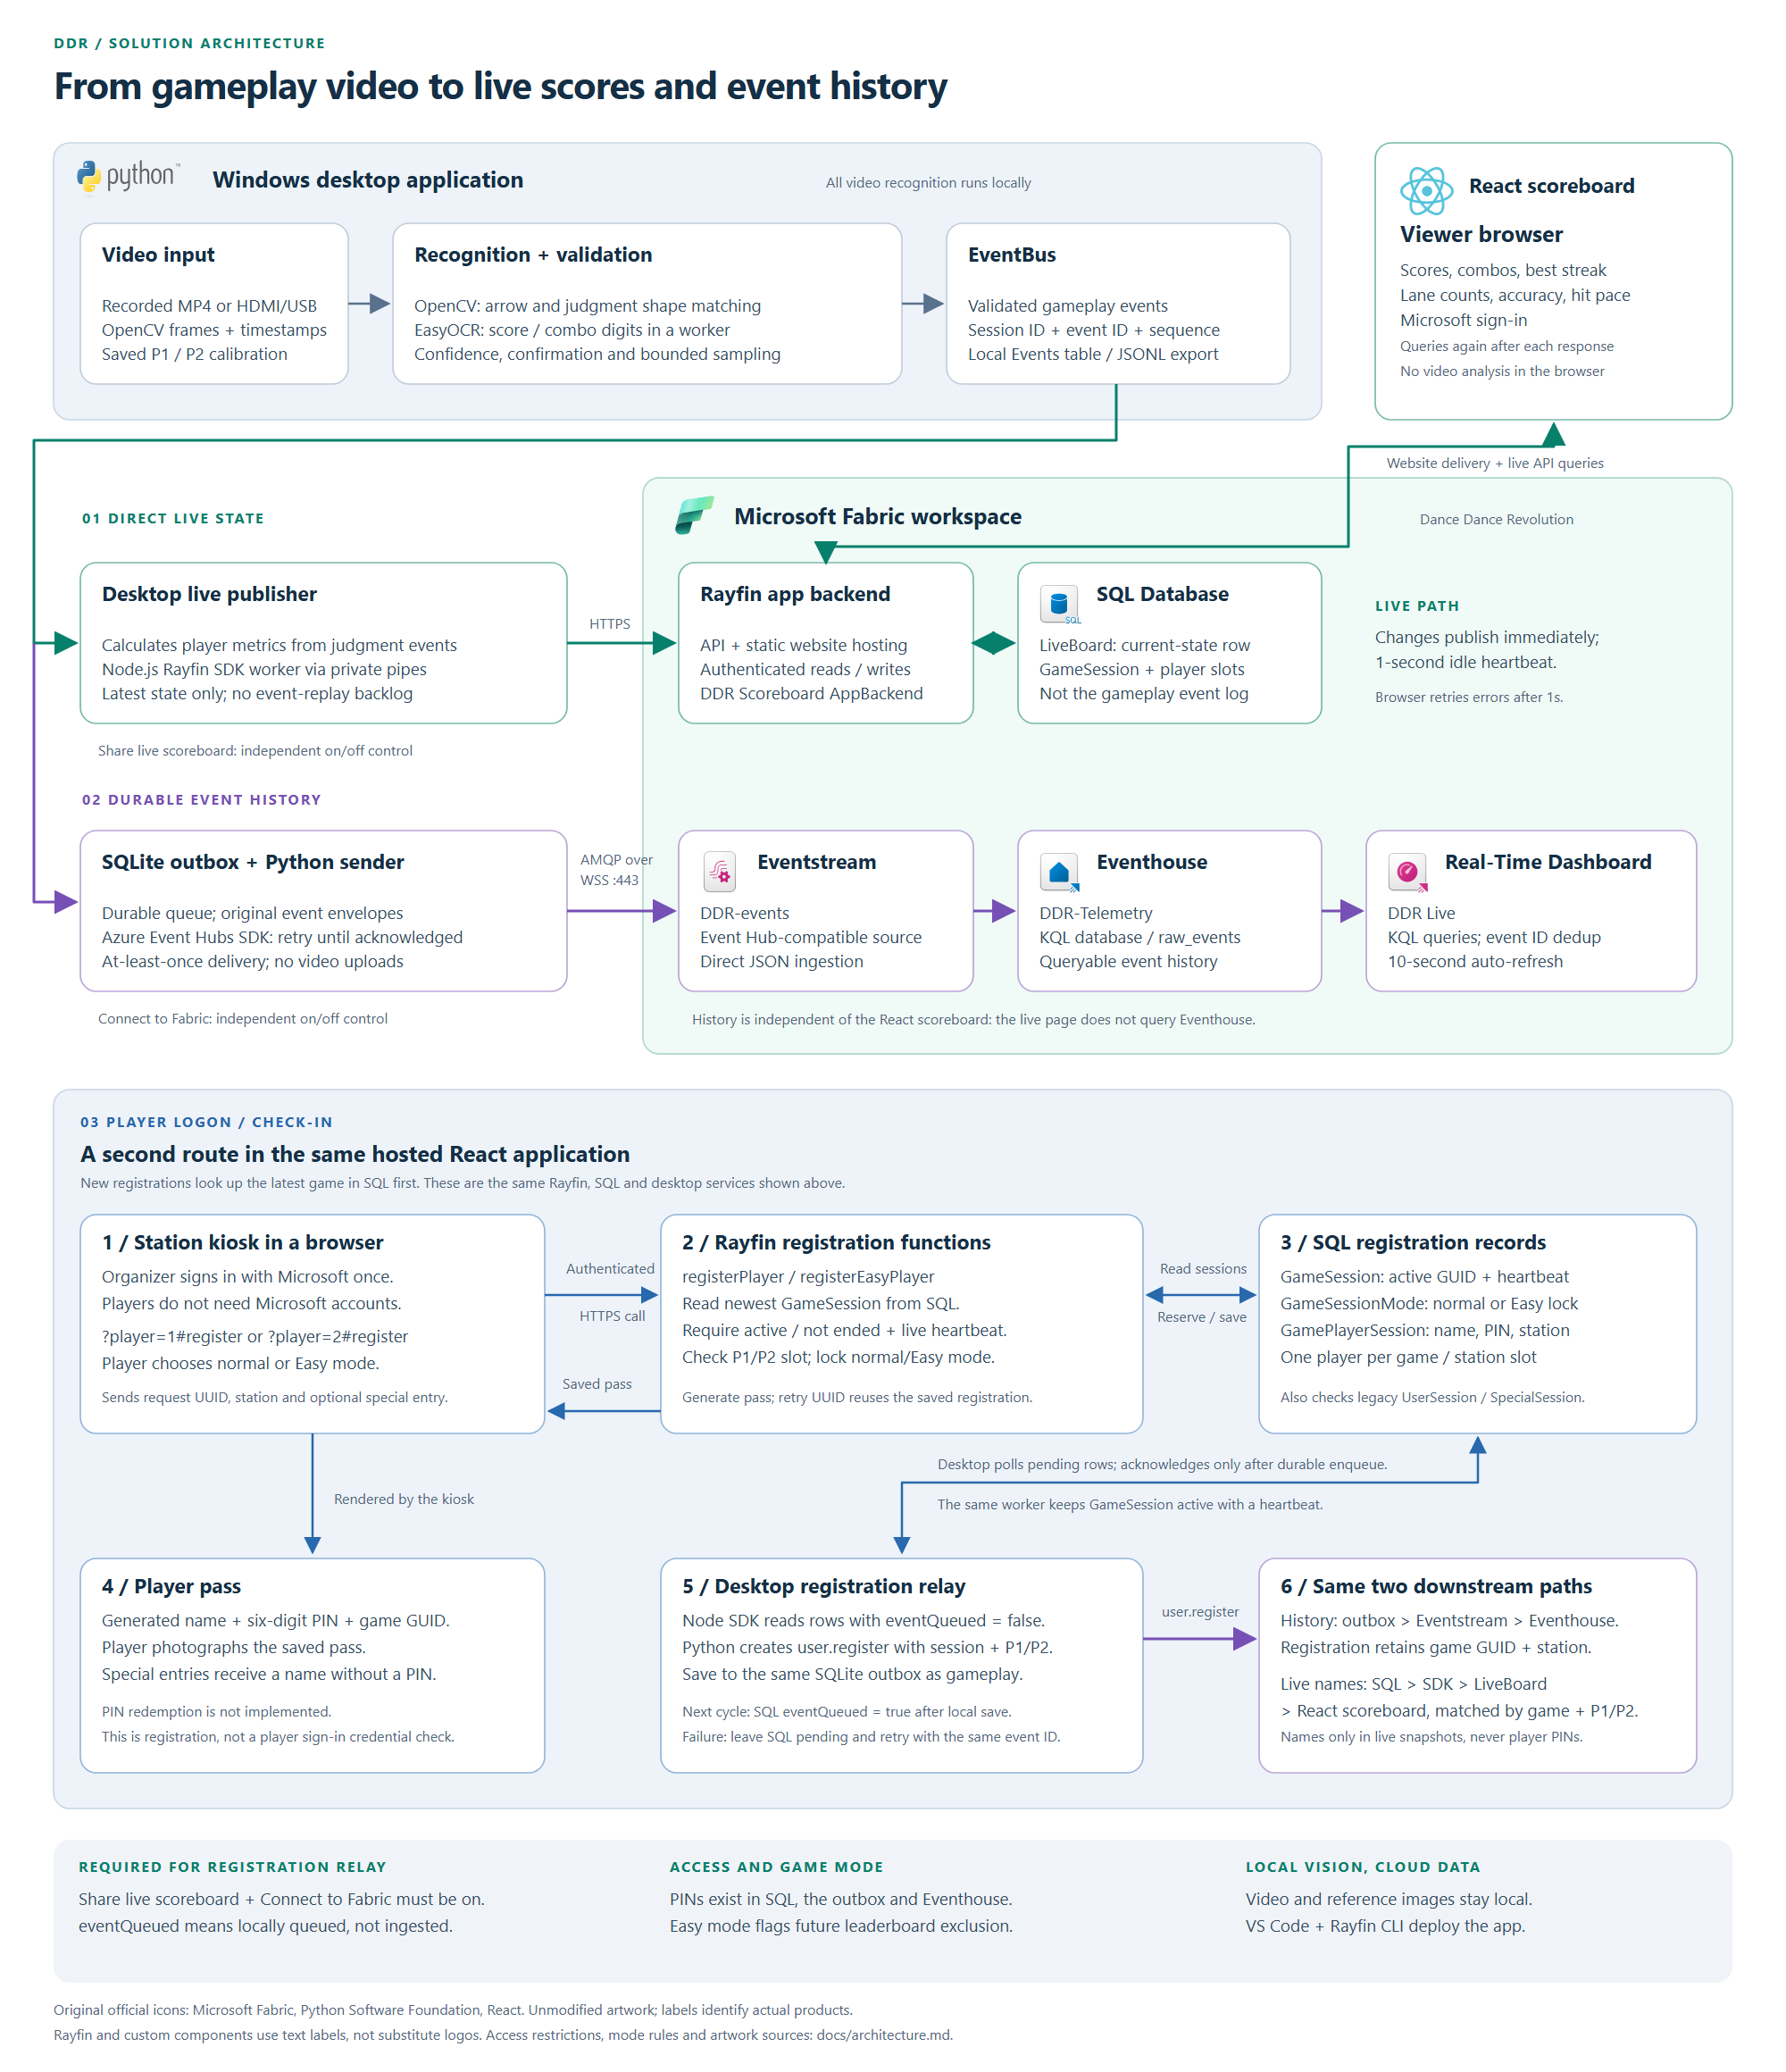 DDR / SOLUTION ARCHITECTURE
From gameplay video to live scores and event history
python™
Windows desktop application
All video recognition runs locally
Video input
Recorded MP4 or HDMI/USB
OpenCV frames + timestamps
Saved P1 / P2 calibration
Recognition + validation
OpenCV: arrow and judgment shape matching
EasyOCR: score / combo digits in a worker
Confidence, confirmation and bounded sampling
EventBus
Validated gameplay events
Session ID + event ID + sequence
Local Events table / JSONL export
React scoreboard
Viewer browser
Scores, combos, best streak
Lane counts, accuracy, hit pace
Microsoft sign-in
Queries again after each response
No video analysis in the browser
Website delivery + live API queries
01 DIRECT LIVE STATE
Desktop live publisher
Calculates player metrics from judgment events
Node.js Rayfin SDK worker via private pipes
Latest state only; no event-replay backlog
Share live scoreboard: independent on/off control
HTTPS
Microsoft Fabric workspace
Dance Dance Revolution
Rayfin app backend
API + static website hosting
Authenticated reads / writes
DDR Scoreboard AppBackend
SQL
SQL Database
LiveBoard: current-state row
GameSession + player slots
Not the gameplay event log
LIVE PATH
Changes publish immediately;
1-second idle heartbeat.
Browser retries errors after 1s.
02 DURABLE EVENT HISTORY
SQLite outbox + Python sender
Durable queue; original event envelopes
Azure Event Hubs SDK: retry until acknowledged
At-least-once delivery; no video uploads
Connect to Fabric: independent on/off control
AMQP over
WSS :443
Eventstream
DDR-events
Event Hub-compatible source
Direct JSON ingestion
Eventhouse
DDR-Telemetry
KQL database / raw_events
Queryable event history
Real-Time Dashboard
DDR Live
KQL queries; event ID dedup
10-second auto-refresh
History is independent of the React scoreboard: the live page does not query Eventhouse.
03 PLAYER LOGON / CHECK-IN
A second route in the same hosted React application
New registrations look up the latest game in SQL first. These are the same Rayfin, SQL and desktop services shown above.
1 / Station kiosk in a browser
Organizer signs in with Microsoft once.
Players do not need Microsoft accounts.
?player=1#register or ?player=2#register
Player chooses normal or Easy mode.
Sends request UUID, station and optional special entry.
Authenticated
HTTPS call
Saved pass
2 / Rayfin registration functions
registerPlayer / registerEasyPlayer
Read newest GameSession from SQL.
Require active / not ended + live heartbeat.
Check P1/P2 slot; lock normal/Easy mode.
Generate pass; retry UUID reuses the saved registration.
Read sessions
Reserve / save
3 / SQL registration records
GameSession: active GUID + heartbeat
GameSessionMode: normal or Easy lock
GamePlayerSession: name, PIN, station
One player per game / station slot
Also checks legacy UserSession / SpecialSession.
Desktop polls pending rows; acknowledges only after durable enqueue.
The same worker keeps GameSession active with a heartbeat.
Rendered by the kiosk
4 / Player pass
Generated name + six-digit PIN + game GUID.
Player photographs the saved pass.
Special entries receive a name without a PIN.
PIN redemption is not implemented.
This is registration, not a player sign-in credential check.
5 / Desktop registration relay
Node SDK reads rows with eventQueued = false.
Python creates user.register with session + P1/P2.
Save to the same SQLite outbox as gameplay.
Next cycle: SQL eventQueued = true after local save.
Failure: leave SQL pending and retry with the same event ID.
user.register
6 / Same two downstream paths
History: outbox > Eventstream > Eventhouse.
Registration retains game GUID + station.
Live names: SQL > SDK > LiveBoard
> React scoreboard, matched by game + P1/P2.
Names only in live snapshots, never player PINs.
REQUIRED FOR REGISTRATION RELAY
Share live scoreboard + Connect to Fabric must be on.
eventQueued means locally queued, not ingested.
ACCESS AND GAME MODE
PINs exist in SQL, the outbox and Eventhouse.
Easy mode flags future leaderboard exclusion.
LOCAL VISION, CLOUD DATA
Video and reference images stay local.
VS Code + Rayfin CLI deploy the app.
Original official icons: Microsoft Fabric, Python Software Foundation, React. Unmodified artwork; labels identify actual products.
Rayfin and custom components use text labels, not substitute logos. Access restrictions, mode rules and artwork sources: docs/architecture.md.